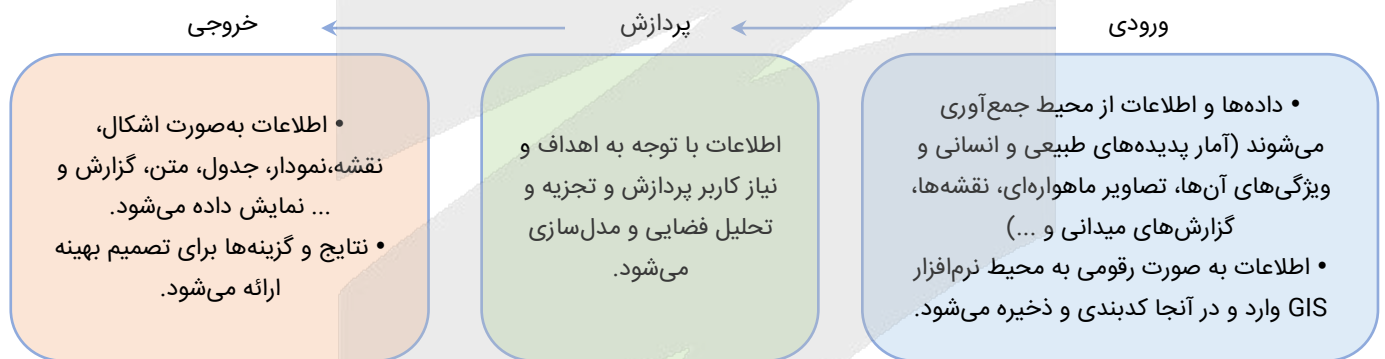 ورودی
پردازش
خروجی
• داده‌ها و اطلاعات از محیط جمع‌آوری
می‌شوند (آمار پدیده‌های طبیعی و انسانی و
ویژگی‌های آن‌ها، تصاویر ماهواره‌ای، نقشه‌ها،
گزارش‌های میدانی و ...)
• اطلاعات به صورت رقومی به محیط نرم‌افزار
GIS وارد و در آنجا کدبندی و ذخیره می‌شود.
اطلاعات با توجه به اهداف و
نیاز کاربر پردازش و تجزیه و
تحلیل فضایی و مدل‌سازی
می‌شود.
• اطلاعات به‌صورت اشکال،
نقشه،نمودار، جدول، متن، گزارش و
... نمایش داده می‌شود.
• نتایج و گزینه‌ها برای تصمیم بهینه
ارائه می‌شود.